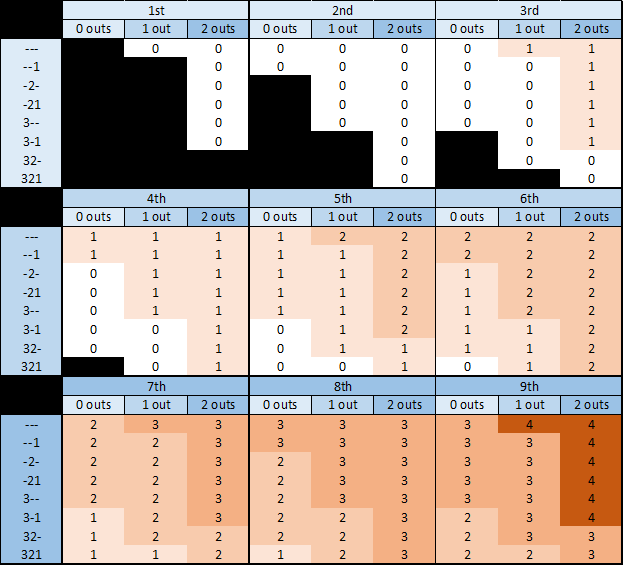 1st 2nd 3rd
0 outs 1 out 2 outs 0 outs 1 out 2 outs 0 outs 1 out 2 outs
--- 0 0 0 0 0 0 1 1
--1 0 0 0 0 0 0 1
-2- 0 0 0 0 0 1
-21 0 0 0 0 0 1
3-- 0 0 0 0 0 1
3-1 0 0 0 1
32- 0 0 0
321 0 0
4th 5th 6th
0 outs 1 out 2 outs 0 outs 1 out 2 outs 0 outs 1 out 2 outs
--- 1 1 1 1 2 2 2 2 2
--1 1 1 1 1 1 2 2 2 2
-2- 0 1 1 1 1 2 1 2 2
-21 0 1 1 1 1 2 1 2 2
3-- 0 1 1 1 1 2 1 2 2
3-1 0 0 1 0 1 2 1 1 2
32- 0 0 1 0 1 1 1 1 2
321 0 1 0 0 1 0 1 2
7th 8th 9th
0 outs 1 out 2 outs 0 outs 1 out 2 outs 0 outs 1 out 2 outs
--- 2 3 3 3 3 3 3 4 4
--1 2 2 3 3 3 3 3 3 4
-2- 2 2 3 2 3 3 3 3 4
-21 2 2 3 2 3 3 3 3 4
3-- 2 2 3 2 3 3 3 3 4
3-1 1 2 3 2 2 3 2 3 4
32- 1 2 2 2 2 3 2 3 3
321 1 1 2 1 2 3 2 2 3